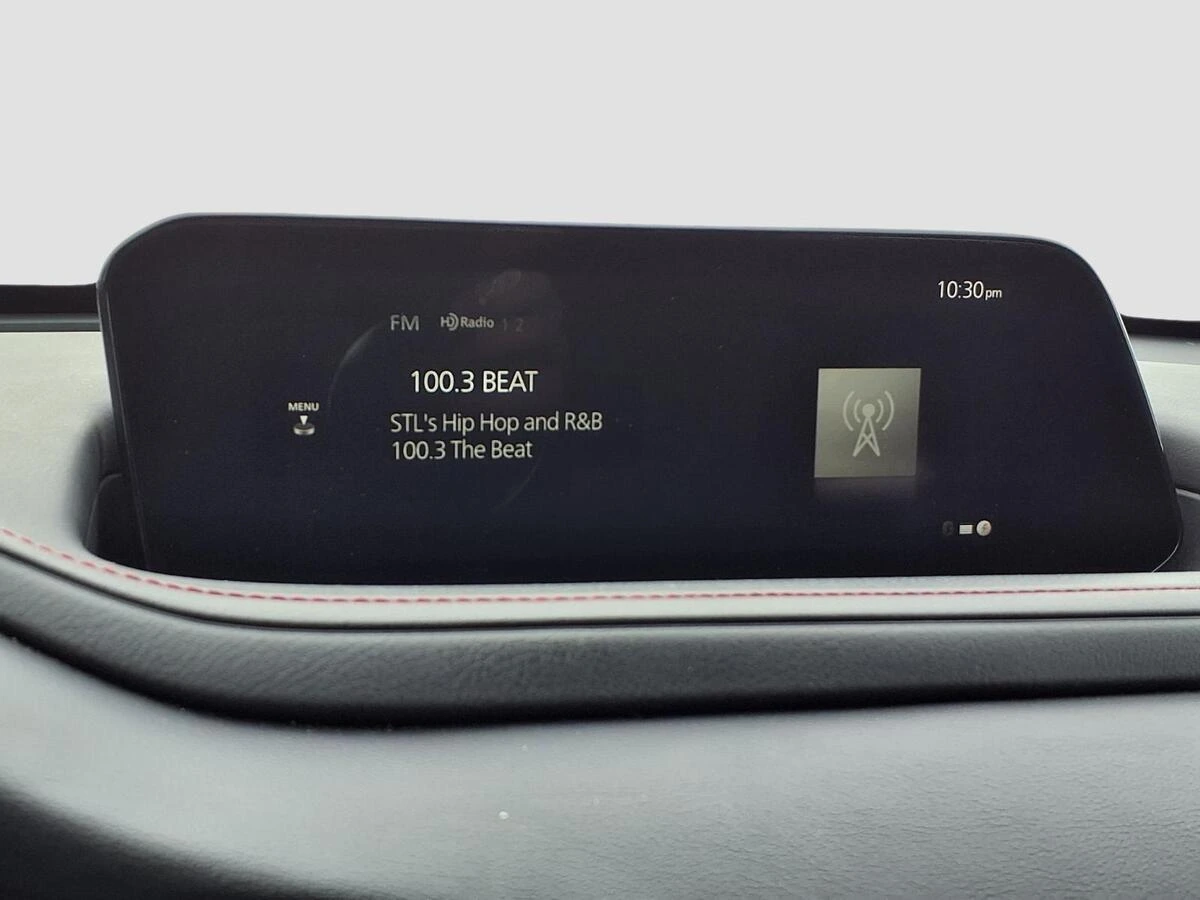 10:30pm
FM HD Radio 1 2
100.3 BEAT
MENU
STL's Hip Hop and R&B
100.3 The Beat